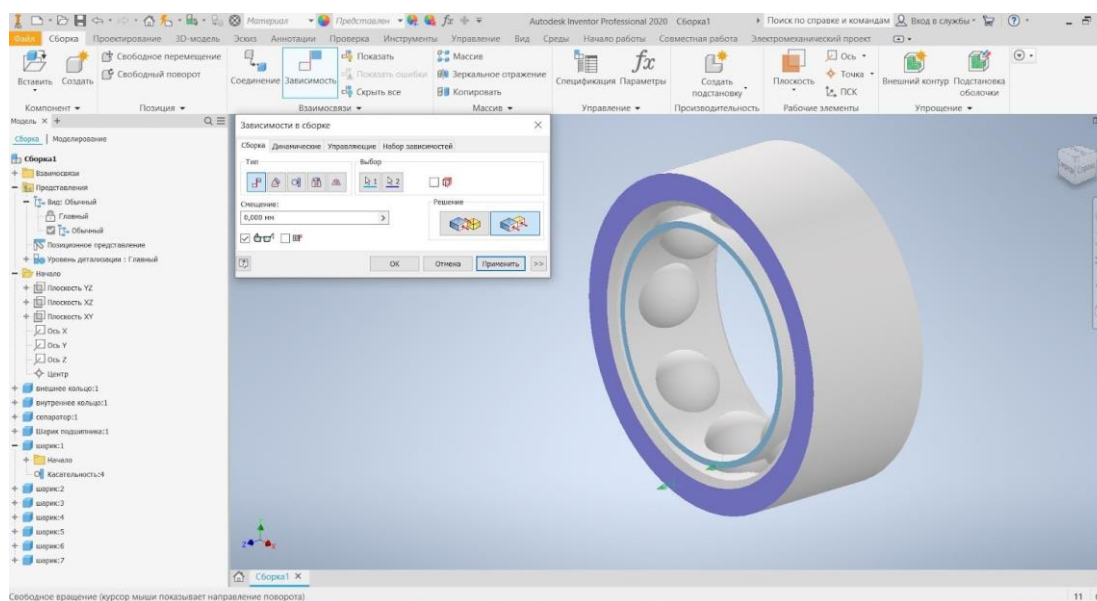 Материал
Представлен
fx
Autodesk Inventor Professional 2020 Сборка1
Поиск по справке и командам
Вход в службы
Файл Сборка Проектирование 3D-модель Эскиз Аннотации Проверка Инструменты Управление Вид Среды Начало работы Совместная работа Электромеханический проект
Вставить Создать
Свободное перемещение
Свободный поворот
Соединение Зависимость
Показать
Показать ошибки
Скрыть все
Массив
Зеркальное отражение
Копировать
fx
Спецификация Параметры
Создать
подстановку
Плоскость
Ось
Точка
ПСК
Внешний контур Подстановка
оболочки
Компонент Позиция Взаимосвязи Массив Управление Производительность Рабочие элементы Упрощение
Модель × +
Сборка | Моделирование
Сборка1
Взаимосвязи
Представления
Вид: Обычный
Главный
Обычный
Позиционное представление
Уровень детализации : Главный
Начало
Плоскость YZ
Плоскость XZ
Плоскость XY
Ось X
Ось Y
Ось Z
Центр
внешнее кольцо:1
внутреннее кольцо:1
сепаратор:1
Шарик подшипника:1
шарик:1
Начало
Касательность:4
шарик:2
шарик:3
шарик:4
шарик:5
шарик:6
шарик:7
Зависимости в сборке
Сборка Динамические Управляющие Набор зависимостей
Тип
Выбор
1 2
Смещение:
0,000 мм
Решение
ОК Отмена Применить >>
z x
Сборка1 ×
Свободное вращение (курсор мыши показывает направление поворота)
11